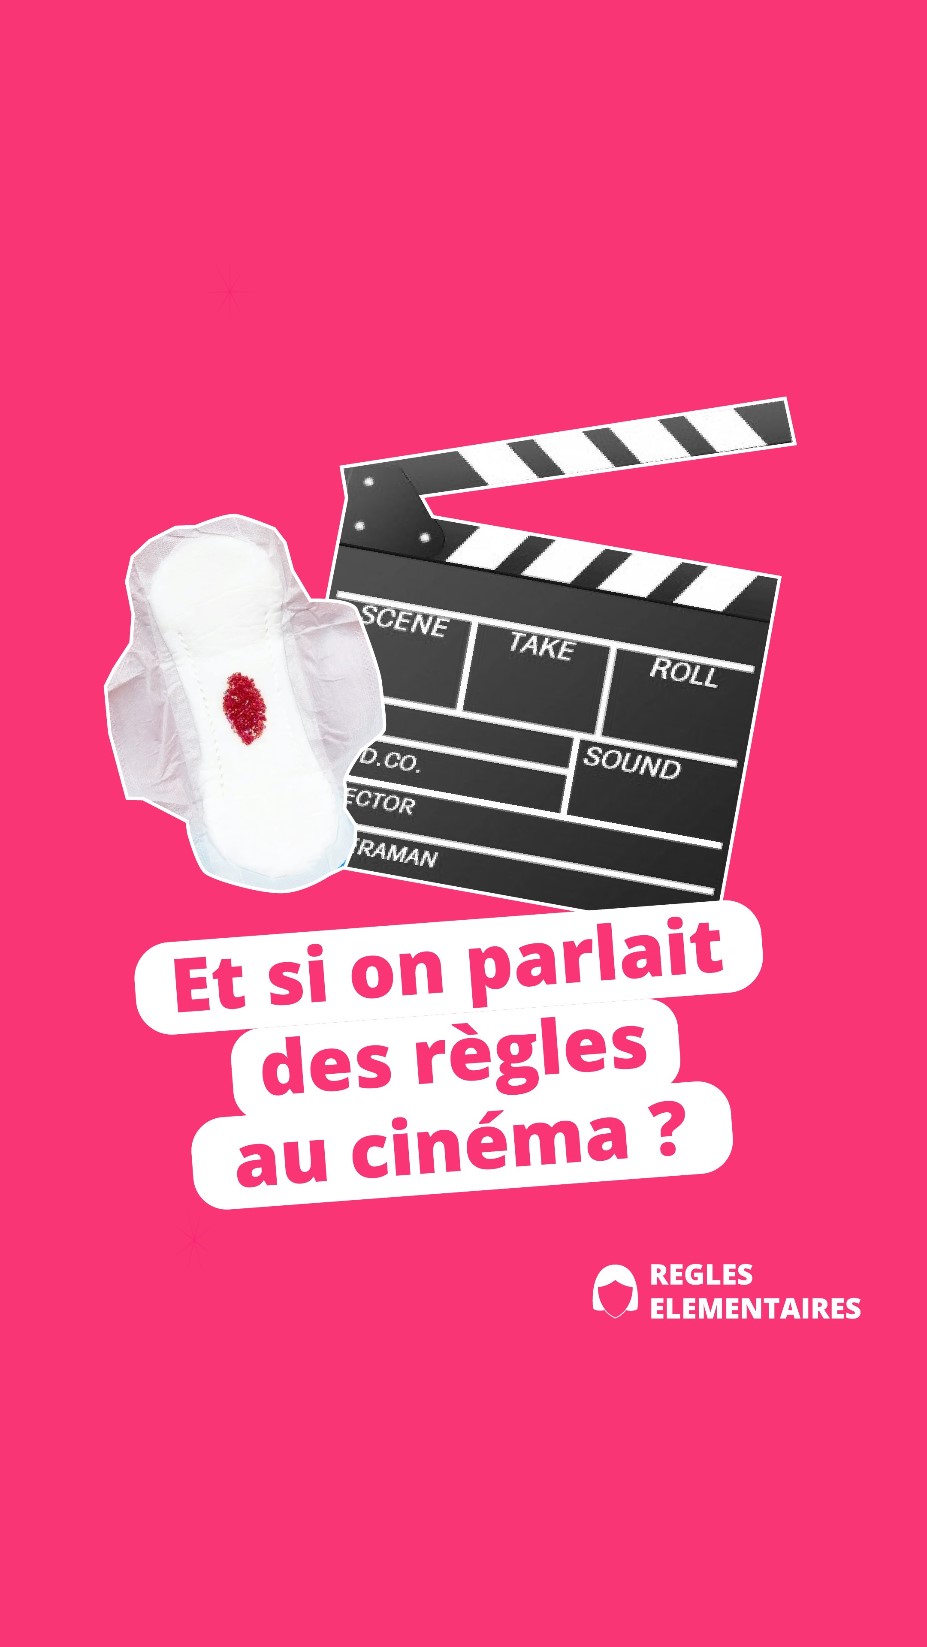 SCENE
TAKE
ROLL
D.CO.
SOUND
ECTOR
RAMAN
Et si on parlait
des règles
au cinéma ?
REGLES
ELEMENTAIRES